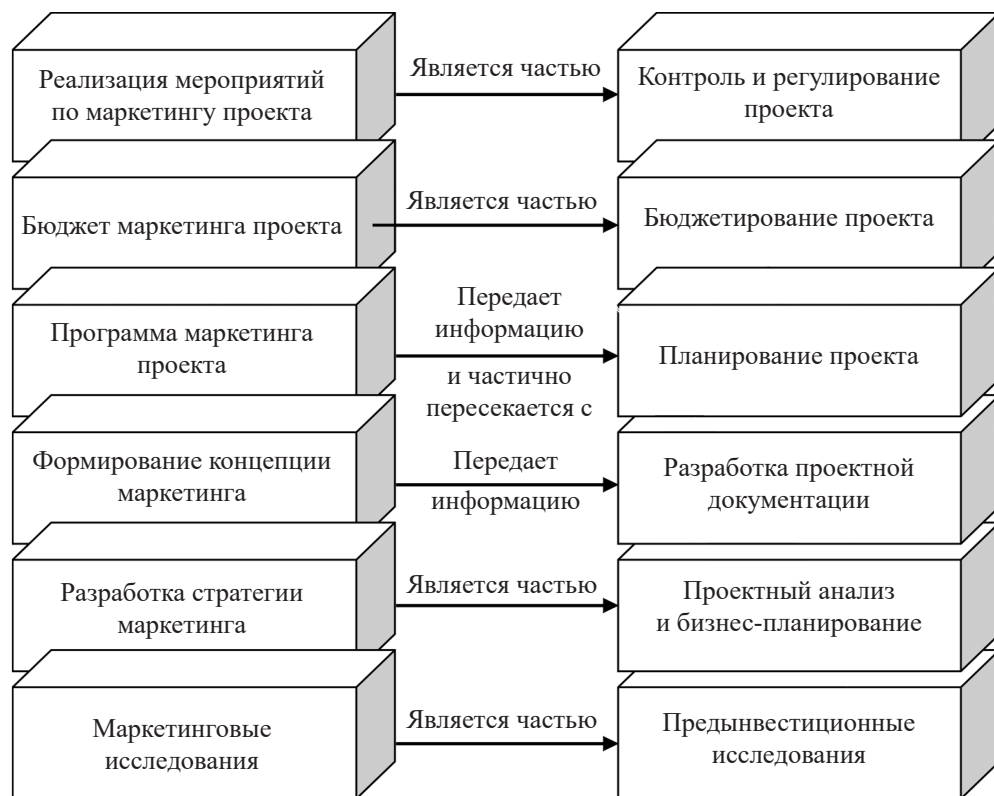 Реализация мероприятий
по маркетингу проекта
Является частью
Контроль и регулирование
проекта
Бюджет маркетинга проекта
Является частью
Бюджетирование проекта
Программа маркетинга
проекта
Передает
информацию
и частично
пересекается с
Планирование проекта
Формирование концепции
маркетинга
Передает
информацию
Разработка проектной
документации
Разработка стратегии
маркетинга
Является частью
Проектный анализ
и бизнес-планирование
Маркетинговые
исследования
Является частью
Предынвестиционные
исследования